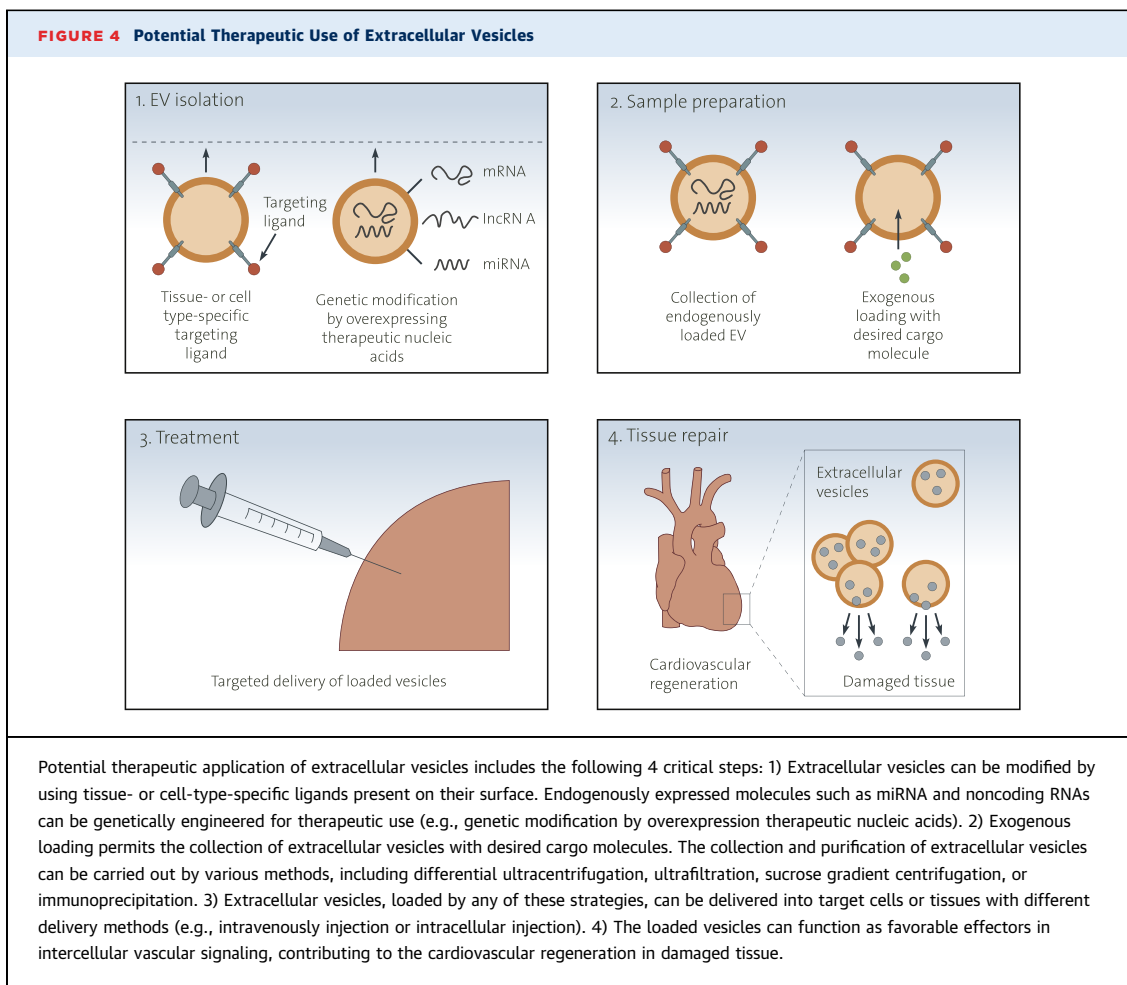 FIGURE 4 Potential Therapeutic Use of Extracellular Vesicles
1. EV isolation
mRNA
Targeting
ligand
lncRN A
miRNA
Tissue- or cell
type-specific
targeting
ligand
Genetic modification
by overexpressing
therapeutic nucleic
acids
2. Sample preparation
Collection of
endogenously
loaded EV
Exogenous
loading with
desired cargo
molecule
3. Treatment
Targeted delivery of loaded vesicles
4. Tissue repair
Extracellular
vesicles
Cardiovascular
regeneration
Damaged tissue
Potential therapeutic application of extracellular vesicles includes the following 4 critical steps: 1) Extracellular vesicles can be modified by
using tissue- or cell-type-specific ligands present on their surface. Endogenously expressed molecules such as miRNA and noncoding RNAs
can be genetically engineered for therapeutic use (e.g., genetic modification by overexpression therapeutic nucleic acids). 2) Exogenous
loading permits the collection of extracellular vesicles with desired cargo molecules. The collection and purification of extracellular vesicles
can be carried out by various methods, including differential ultracentrifugation, ultrafiltration, sucrose gradient centrifugation, or
immunoprecipitation. 3) Extracellular vesicles, loaded by any of these strategies, can be delivered into target cells or tissues with different
delivery methods (e.g., intravenously injection or intracellular injection). 4) The loaded vesicles can function as favorable effectors in
intercellular vascular signaling, contributing to the cardiovascular regeneration in damaged tissue.